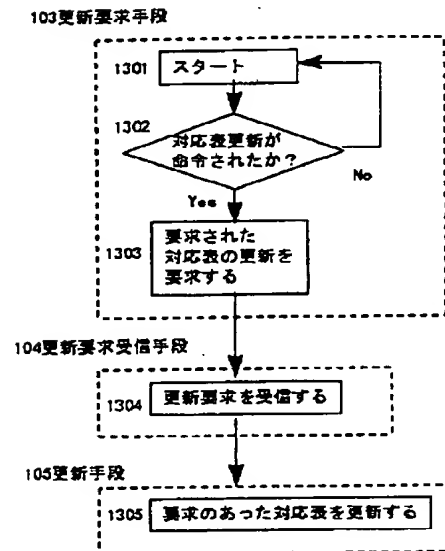 103更新要求手段
1301 スタート
1302
対応表更新が
命令されたか？
No
Yes
1303
要求された
対応表の更新を
要求する
104更新要求受信手段
1304 更新要求を受信する
105更新手段
1305 要求のあった対応表を更新する